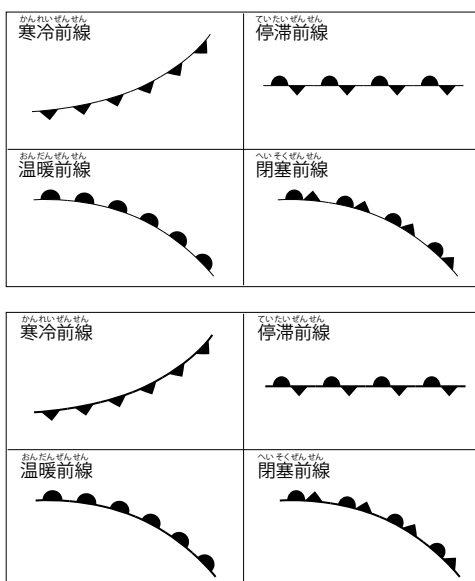 かんれいぜんせん
寒冷前線
ていたいぜんせん
停滞前線
おんだんぜんせん
温暖前線
へいそくぜんせん
閉塞前線
かんれいぜんせん
寒冷前線
ていたいぜんせん
停滞前線
おんだんぜんせん
温暖前線
へいそくぜんせん
閉塞前線